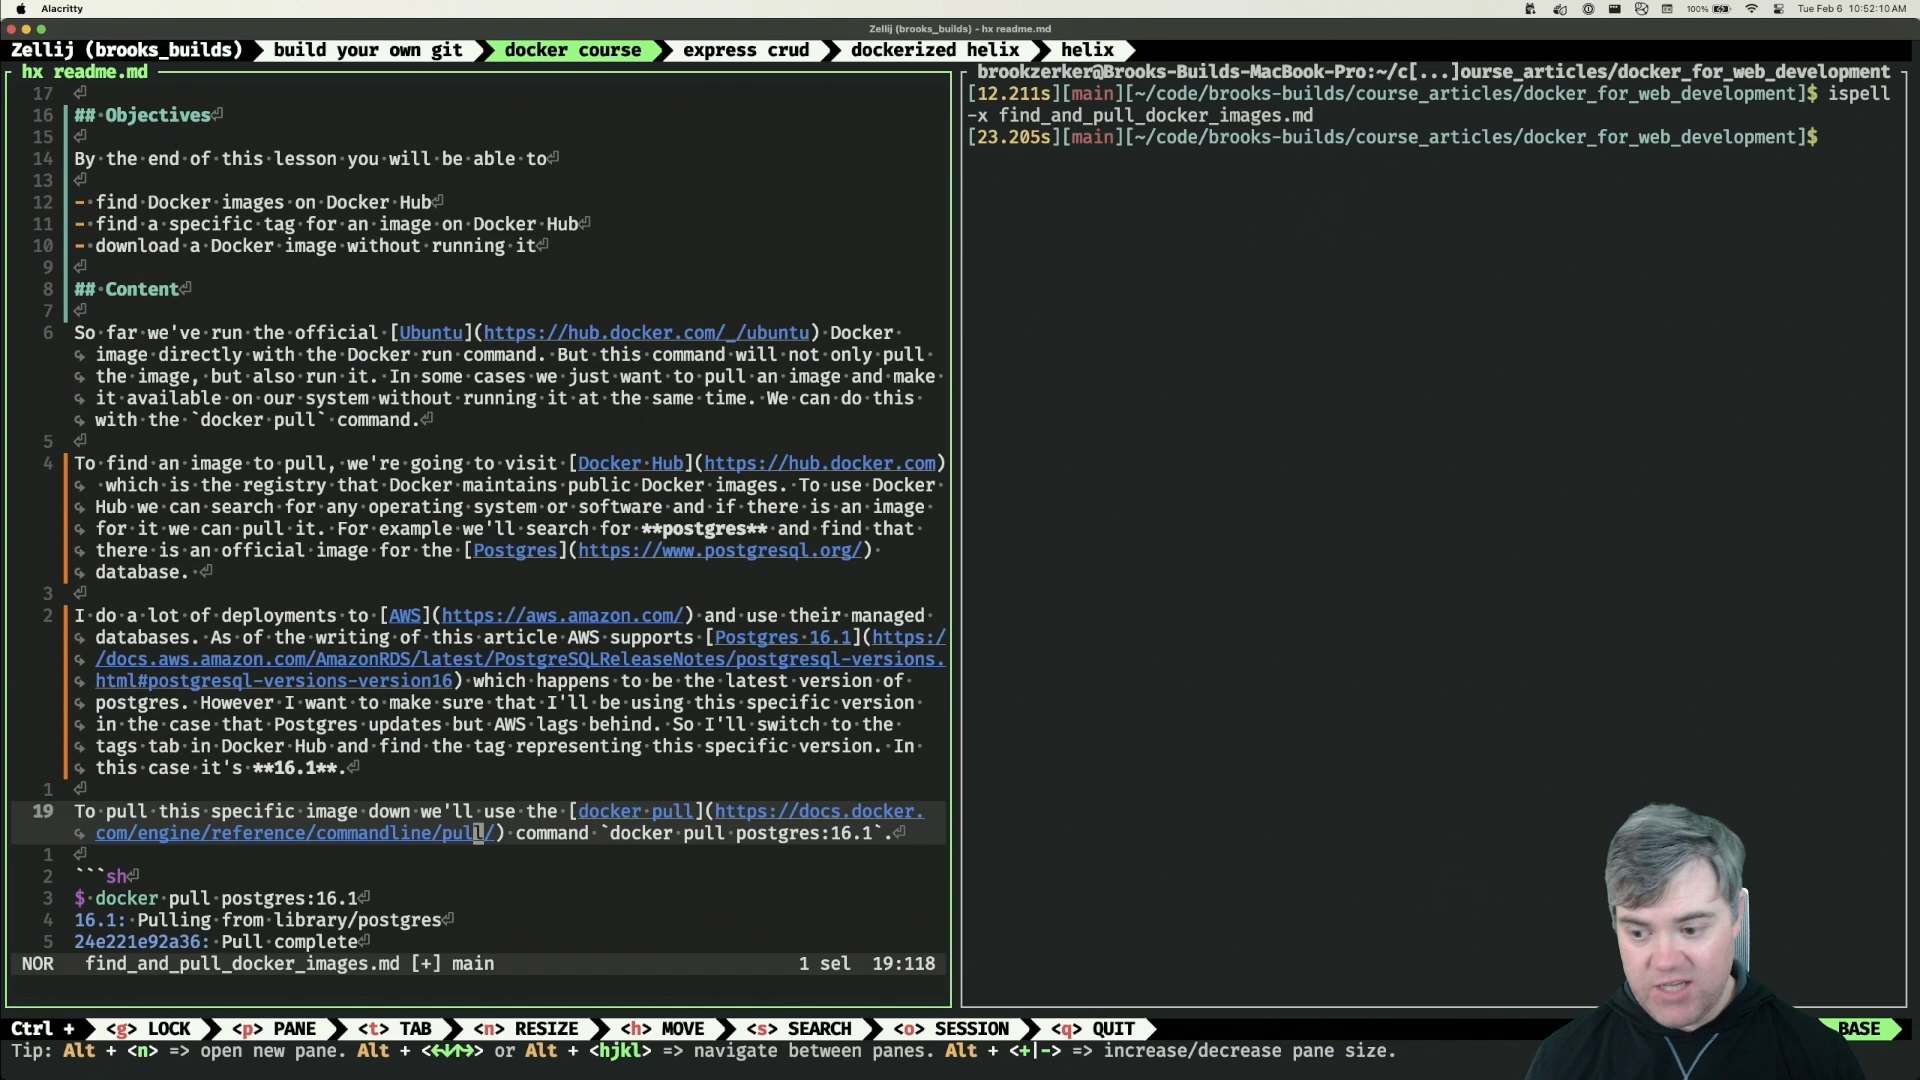 Alacritty
100%
Tue Feb 6 10:52:10 AM
Zellij (brooks_builds) - hx readme.md
Zellij (brooks_builds) build your own git docker course express crud dockerized helix helix
hx readme.md
17
16 ## Objectives
15
14 By the end of this lesson you will be able to
13
12 - find Docker images on Docker Hub
11 - find a specific tag for an image on Docker Hub
10 - download a Docker image without running it
9
8 ## Content
7
6 So far we've run the official [Ubuntu](https://hub.docker.com/_/ubuntu) Docker
image directly with the Docker run command. But this command will not only pull
the image, but also run it. In some cases we just want to pull an image and make
it available on our system without running it at the same time. We can do this
with the `docker pull` command.
5
4 To find an image to pull, we're going to visit [Docker Hub](https://hub.docker.com)
which is the registry that Docker maintains public Docker images. To use Docker
Hub we can search for any operating system or software and if there is an image
for it we can pull it. For example we'll search for **postgres** and find that
there is an official image for the [Postgres](https://www.postgresql.org/)
database.
3
2 I do a lot of deployments to [AWS](https://aws.amazon.com/) and use their managed
databases. As of the writing of this article AWS supports [Postgres 16.1](https:/
/docs.aws.amazon.com/AmazonRDS/latest/PostgreSQLReleaseNotes/postgresql-versions.
html#postgresql-versions-version16) which happens to be the latest version of
postgres. However I want to make sure that I'll be using this specific version
in the case that Postgres updates but AWS lags behind. So I'll switch to the
tags tab in Docker Hub and find the tag representing this specific version. In
this case it's **16.1**.
1
19 To pull this specific image down we'll use the [docker pull](https://docs.docker.
com/engine/reference/commandline/pull/) command `docker pull postgres:16.1`.
1
2 ```sh
3 $ docker pull postgres:16.1
4 16.1: Pulling from library/postgres
5 24e221e92a36: Pull complete
NOR find_and_pull_docker_images.md [+] main 1 sel 19:118
brookzerker@Brooks-Builds-MacBook-Pro:~/c[...]ourse_articles/docker_for_web_development
[12.211s][main][~/code/brooks-builds/course_articles/docker_for_web_development]$ ispell
-x find_and_pull_docker_images.md
[23.205s][main][~/code/brooks-builds/course_articles/docker_for_web_development]$
Ctrl + <g> LOCK <p> PANE <t> TAB <n> RESIZE <h> MOVE <s> SEARCH <o> SESSION <q> QUIT BASE
Tip: Alt + <n> => open new pane. Alt + <←↓↑→> or Alt + <hjkl> => navigate between panes. Alt + <+|-> => increase/decrease pane size.